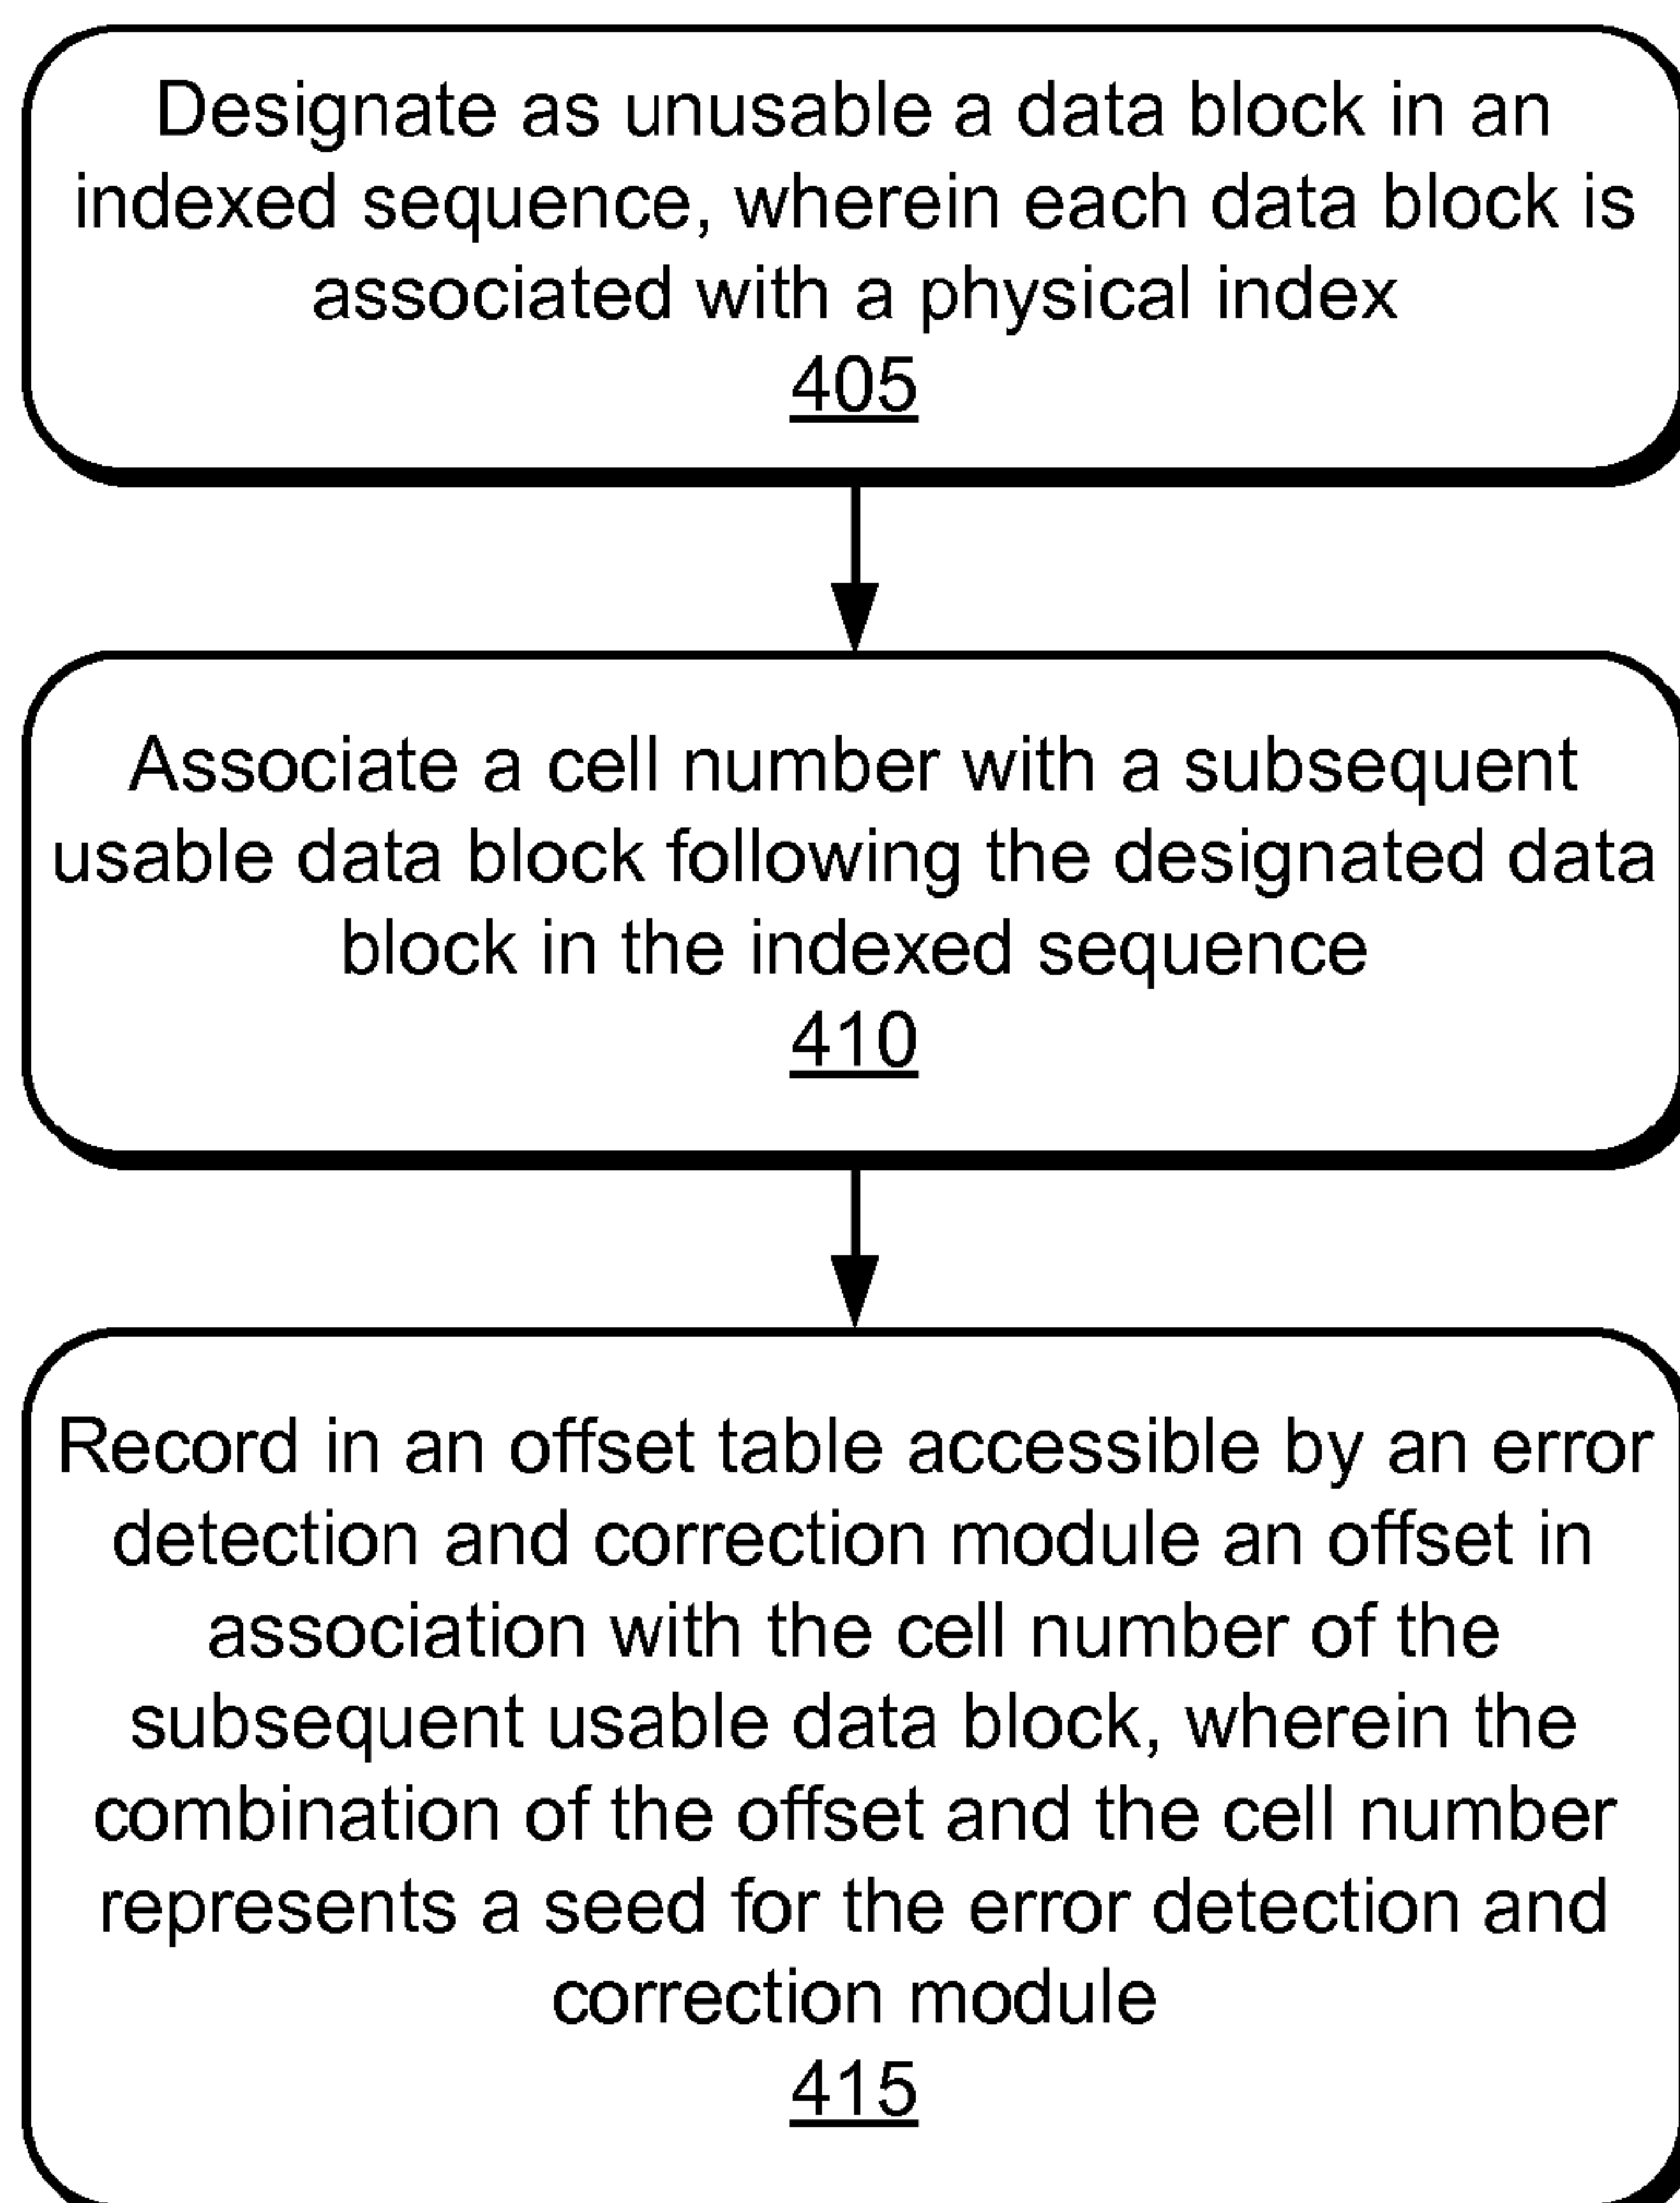 Designate as unusable a data block in an
indexed sequence, wherein each data block is
associated with a physical index
405
Associate a cell number with a subsequent
usable data block following the designated data
block in the indexed sequence
410
Record in an offset table accessible by an error
detection and correction module an offset in
association with the cell number of the
subsequent usable data block, wherein the
combination of the offset and the cell number
represents a seed for the error detection and
correction module
415